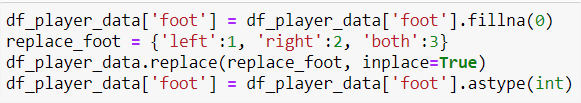 df_player_data['foot'] = df_player_data['foot'].fillna(0)
replace_foot = {'left':1, 'right':2, 'both':3}
df_player_data.replace(replace_foot, inplace=True)
df_player_data['foot'] = df_player_data['foot'].astype(int)